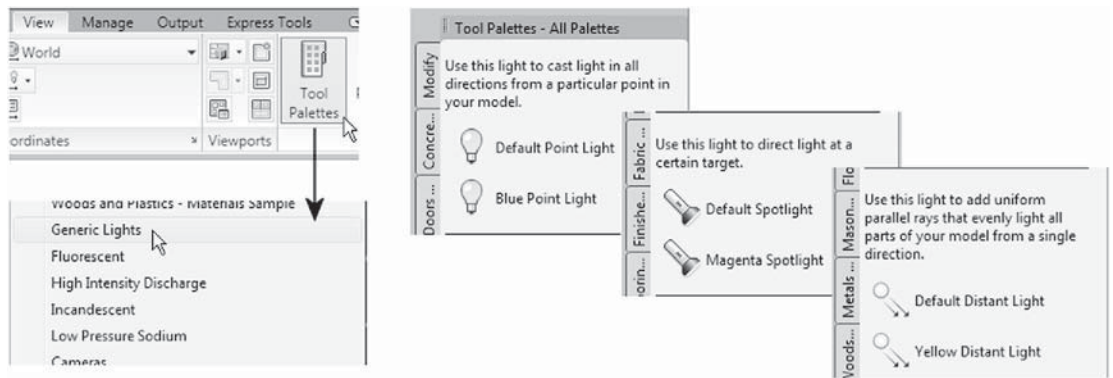 View Manage Output Express Tools
World
Tool
Palettes
ordinates Viewports
Woods and Plastics - Materials Sample
Generic Lights
Fluorescent
High Intensity Discharge
Incandescent
Low Pressure Sodium
Cameras
Tool Palettes - All Palettes
Modify
Concre...
Doors ...
Use this light to cast light in all
directions from a particular point in
your model.
Default Point Light
Blue Point Light
Fabric ...
Finishe...
oorin...
Use this light to direct light at a
certain target.
Default Spotlight
Magenta Spotlight
Flo
Mason...
Metals ...
Woods...
Use this light to add uniform
parallel rays that evenly light all
parts of your model from a single
direction.
Default Distant Light
Yellow Distant Light